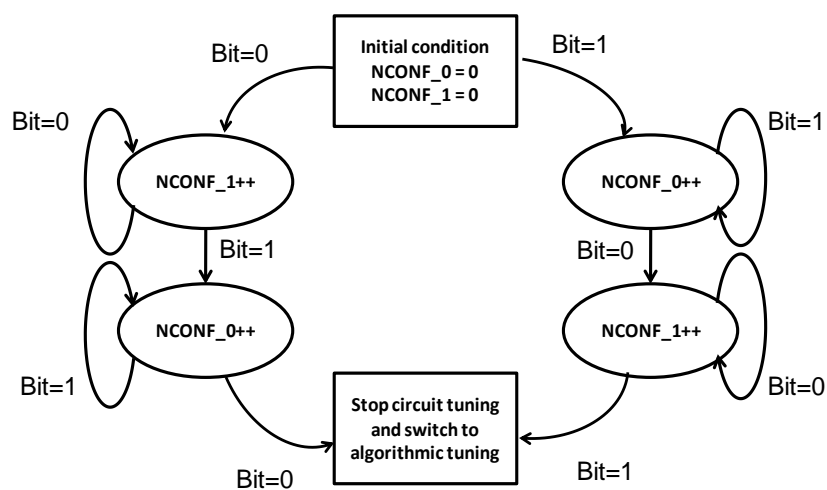 Initial condition
NCONF_0 = 0
NCONF_1 = 0
Bit=0
Bit=1
Bit=0
Bit=1
NCONF_1++
NCONF_0++
Bit=1
Bit=0
NCONF_0++
NCONF_1++
Bit=1
Bit=0
Stop circuit tuning
and switch to
algorithmic tuning
Bit=0
Bit=1